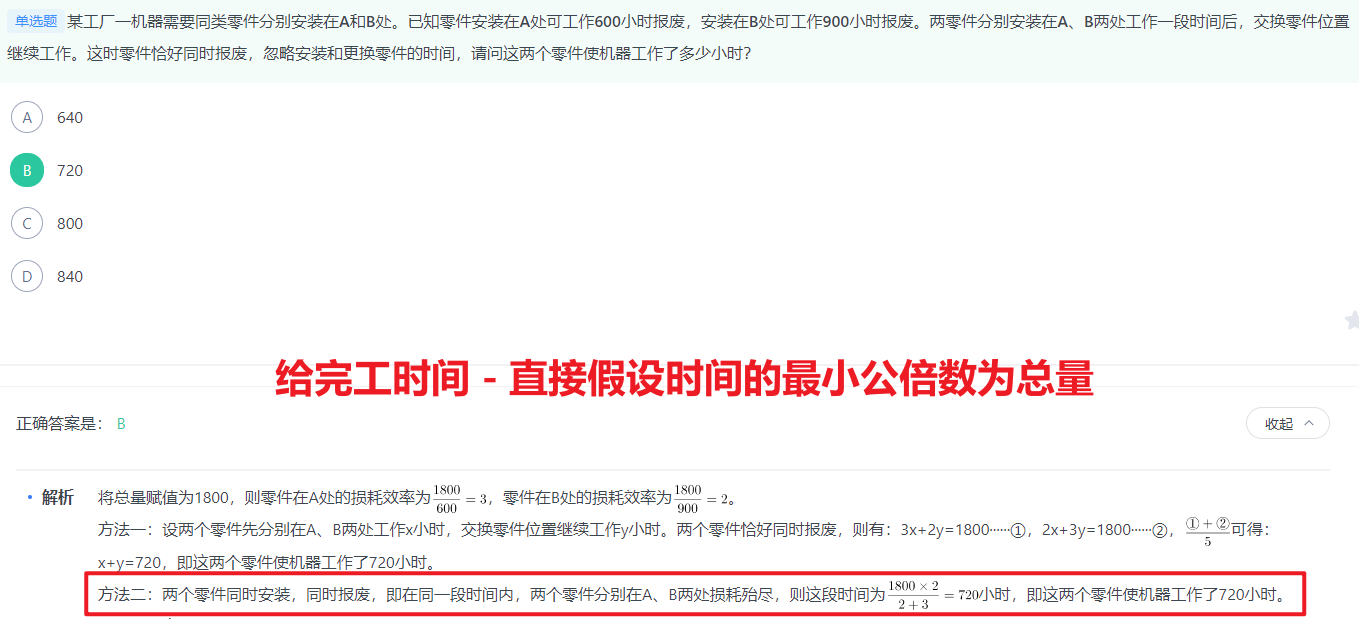 单选题 某工厂一机器需要同类零件分别安装在A和B处。已知零件安装在A处可工作600小时报废，安装在B处可工作900小时报废。两零件分别安装在A、B两处工作一段时间后，交换零件位置
继续工作。这时零件恰好同时报废，忽略安装和更换零件的时间，请问这两个零件使机器工作了多少小时？
A 640
B 720
C 800
D 840
给完工时间 - 直接假设时间的最小公倍数为总量
正确答案是： B
收起
解析 将总量赋值为1800，则零件在A处的损耗效率为1800/600=3，零件在B处的损耗效率为1800/900=2。
方法一：设两个零件先分别在A、B两处工作x小时，交换零件位置继续工作y小时。两个零件恰好同时报废，则有：3x+2y=1800······①，2x+3y=1800······②，(①+②)/5可得：
x+y=720，即这两个零件使机器工作了720小时。
方法二：两个零件同时安装，同时报废，即在同一段时间内，两个零件分别在A、B两处损耗殆尽，则这段时间为(1800×2)/(2+3)=720小时，即这两个零件使机器工作了720小时。